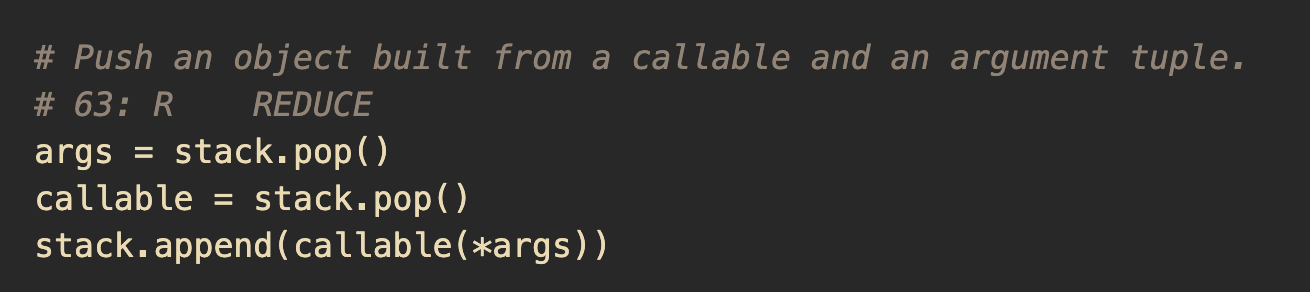 # Push an object built from a callable and an argument tuple.
# 63: R    REDUCE
args = stack.pop()
callable = stack.pop()
stack.append(callable(*args))